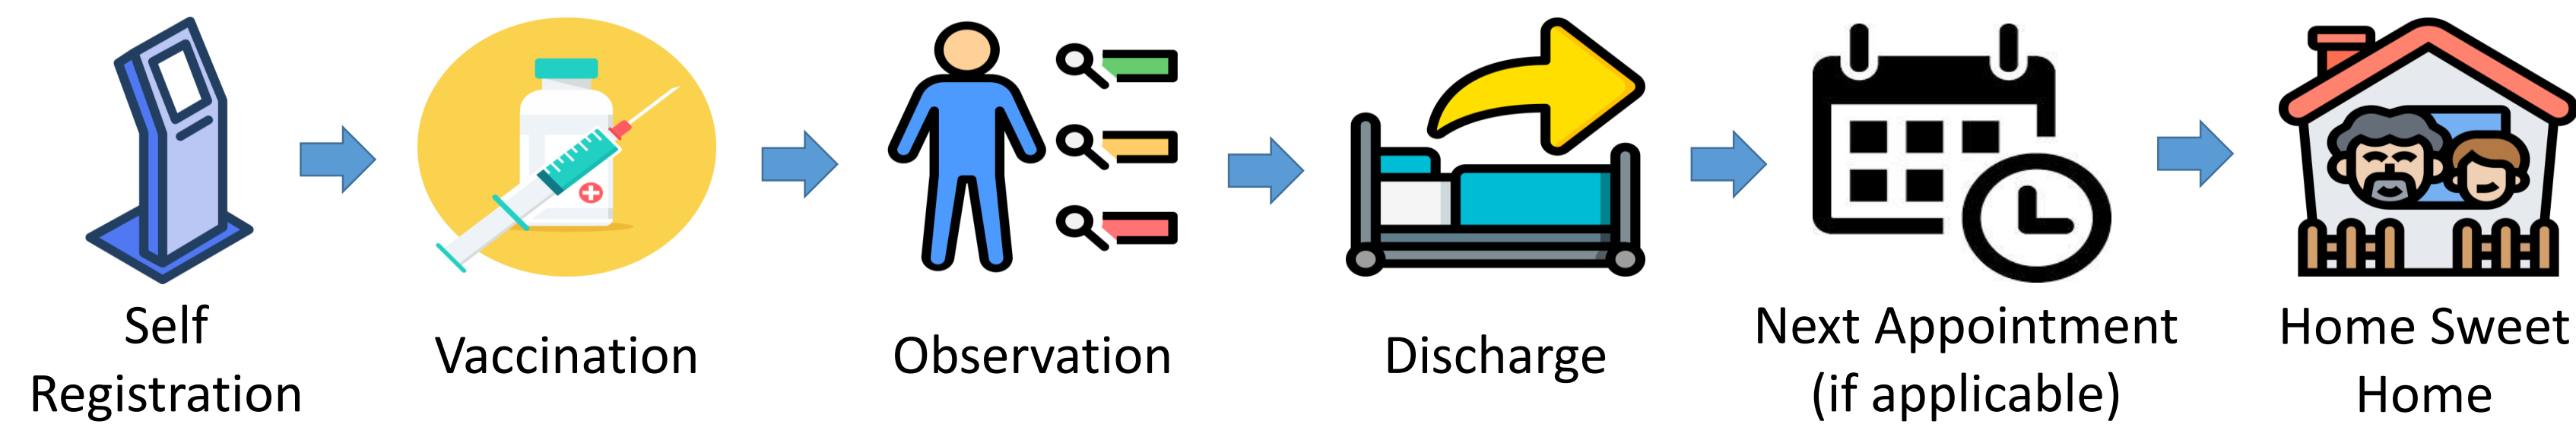 Self
Registration
Vaccination
Observation
Discharge
Next Appointment
(if applicable)
Home Sweet
Home